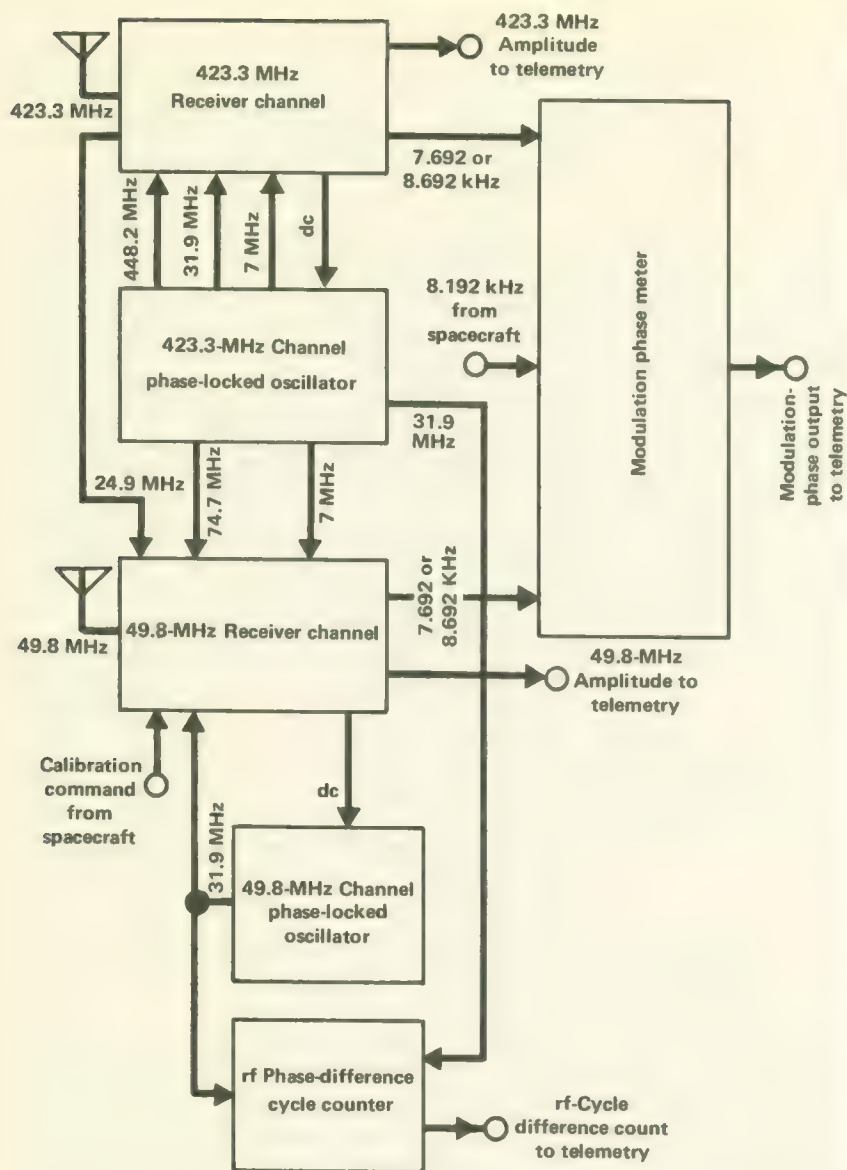 423.3 MHz
Amplitude
to telemetry
423.3 MHz
Receiver channel
423.3 MHz
7.692 or
8.692 kHz
448.2 MHz
31.9 MHz
7 MHz
dc
8.192 kHz
from
spacecraft
Modulation phase meter
Modulation-
phase output
to telemetry
423.3-MHz Channel
phase-locked oscillator
31.9
MHz
24.9 MHz
74.7 MHz
7 MHz
7.692 or
8.692 KHz
49.8-MHz Receiver channel
49.8 MHz
49.8-MHz
Amplitude to
telemetry
Calibration
command
from
spacecraft
31.9 MHz
dc
49.8-MHz Channel
phase-locked
oscillator
rf Phase-difference
cycle counter
rf-Cycle
difference count
to telemetry